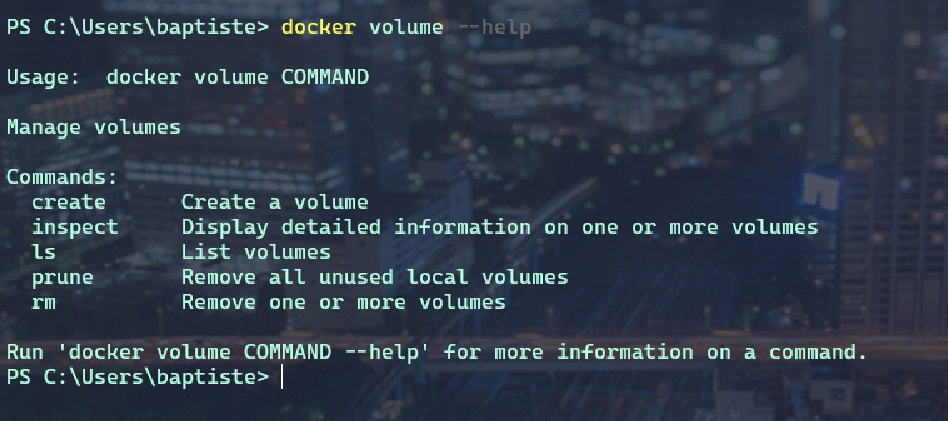 PS C:\Users\baptiste> docker volume --help
Usage:  docker volume COMMAND
Manage volumes
Commands:
  create      Create a volume
  inspect     Display detailed information on one or more volumes
  ls          List volumes
  prune       Remove all unused local volumes
  rm          Remove one or more volumes
Run 'docker volume COMMAND --help' for more information on a command.
PS C:\Users\baptiste>